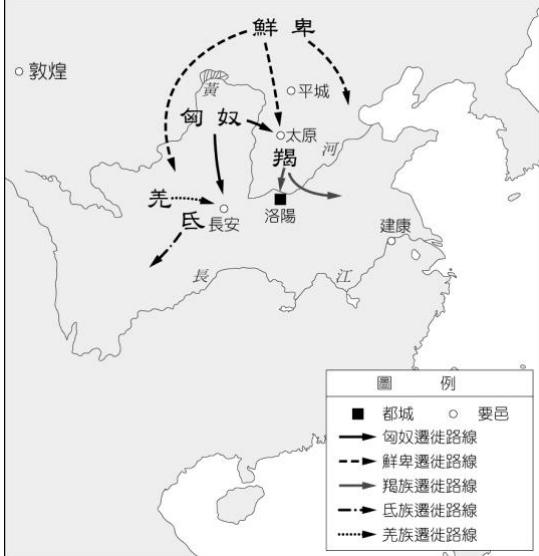 鮮卑
敦煌
黃
平城
匈奴
太原
羯
河
羌
氐
長安
洛陽
建康
長
江
圖例
都城
要邑
匈奴遷徙路線
鮮卑遷徙路線
羯族遷徙路線
氐族遷徙路線
羌族遷徙路線